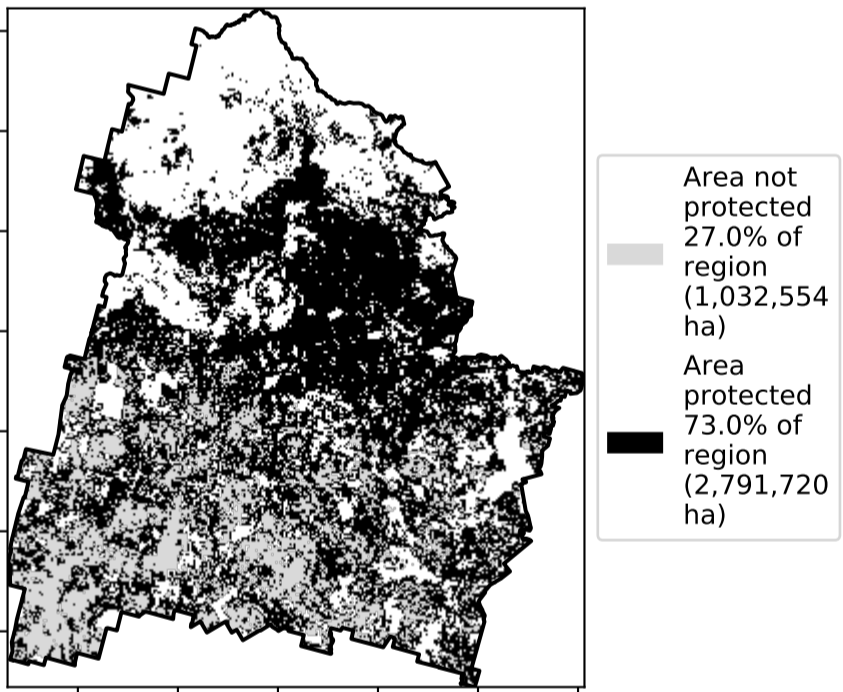 Area not
protected
27.0% of
region
(1,032,554
ha)
Area
protected
73.0% of
region
(2,791,720
ha)